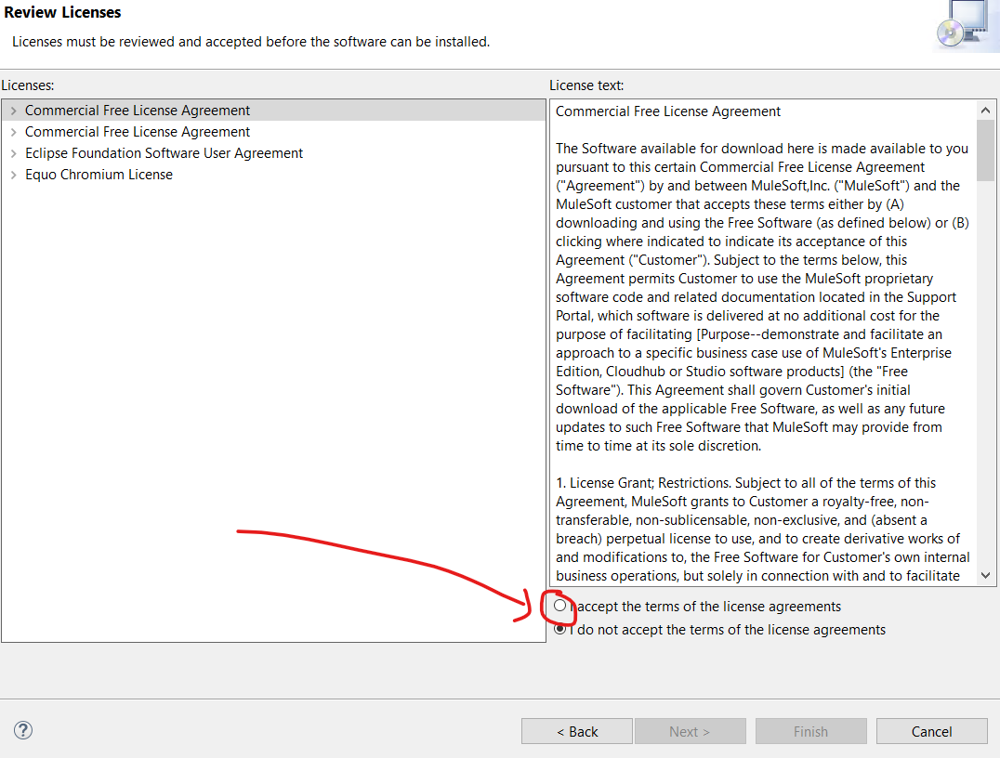 Review Licenses
Licenses must be reviewed and accepted before the software can be installed.
Licenses:
Commercial Free License Agreement
Commercial Free License Agreement
Eclipse Foundation Software User Agreement
Equo Chromium License
License text:
Commercial Free License Agreement
The Software available for download here is made available to you
pursuant to this certain Commercial Free License Agreement
("Agreement") by and between MuleSoft,Inc. ("MuleSoft") and the
MuleSoft customer that accepts these terms either by (A)
downloading and using the Free Software (as defined below) or (B)
clicking where indicated to indicate its acceptance of this
Agreement ("Customer"). Subject to the terms below, this
Agreement permits Customer to use the MuleSoft proprietary
software code and related documentation located in the Support
Portal, which software is delivered at no additional cost for the
purpose of facilitating [Purpose--demonstrate and facilitate an
approach to a specific business case use of MuleSoft's Enterprise
Edition, Cloudhub or Studio software products] (the "Free
Software"). This Agreement shall govern Customer's initial
download of the applicable Free Software, as well as any future
updates to such Free Software that MuleSoft may provide from
time to time at its sole discretion.
1. License Grant; Restrictions. Subject to all of the terms of this
Agreement, MuleSoft grants to Customer a royalty-free, non-
transferable, non-sublicensable, non-exclusive, and (absent a
breach) perpetual license to use, and to create derivative works of
and modifications to, the Free Software for Customer's own internal
business operations, but solely in connection with and to facilitate
I accept the terms of the license agreements
I do not accept the terms of the license agreements
?
< Back
Next >
Finish
Cancel